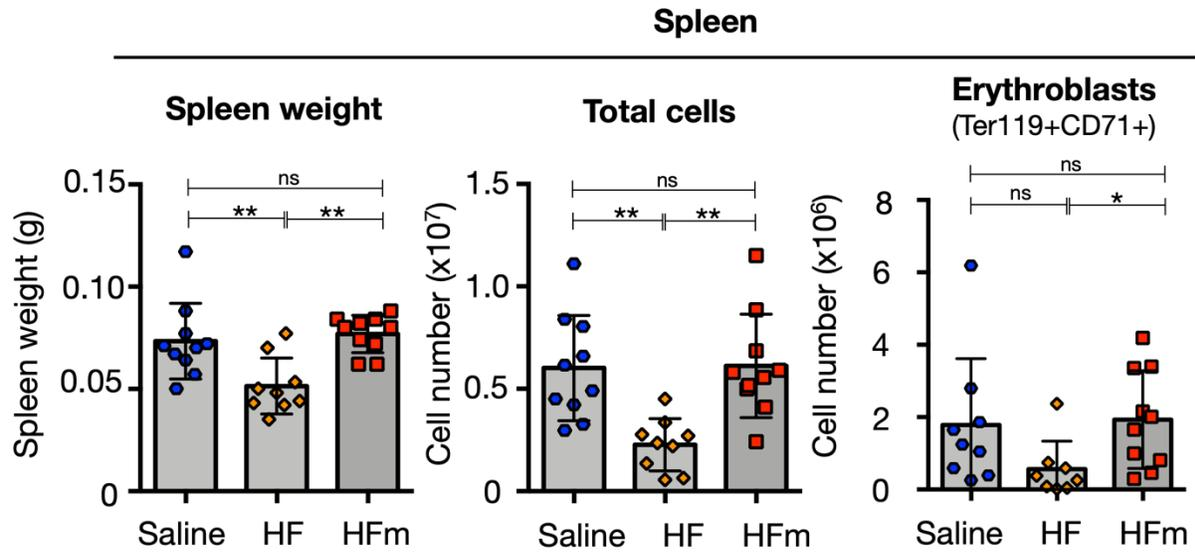 Spleen
Spleen weight
Spleen weight (g)
0.15
0.10
0.05
0
ns
**
**
Saline HF HFm
Total cells
Cell number (x10⁷)
1.5
1.0
0.5
0
ns
**
**
Saline HF HFm
Erythroblasts
(Ter119+CD71+)
Cell number (x10⁶)
8
6
4
2
0
ns
ns
*
Saline HF HFm